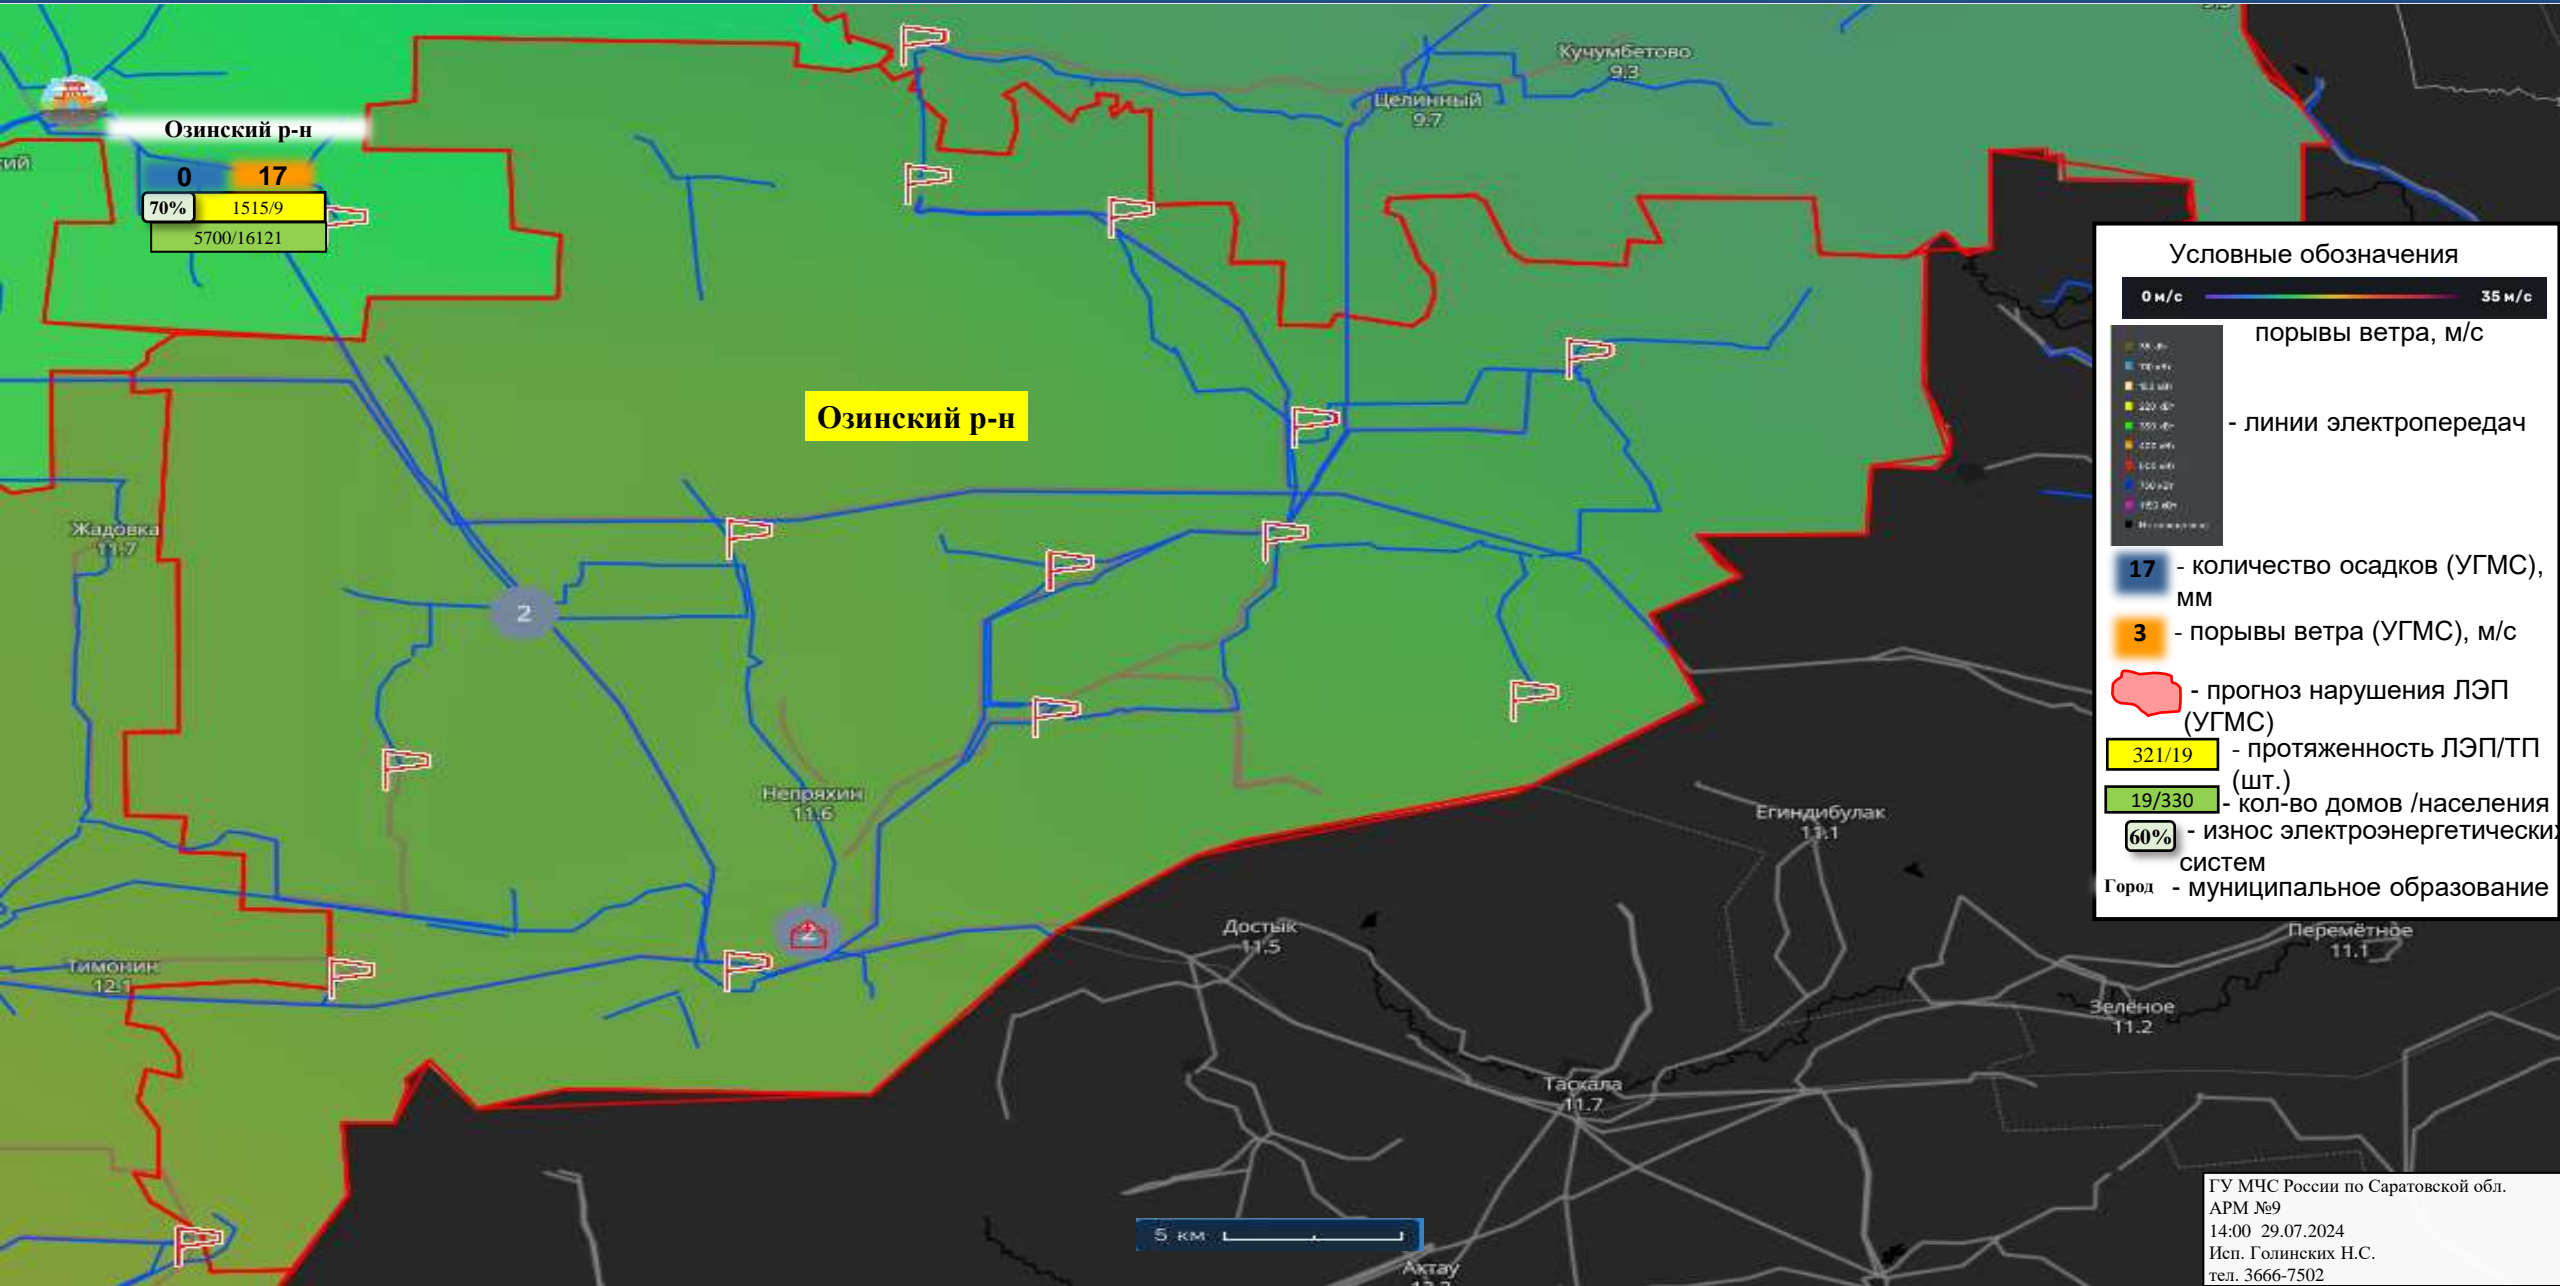 Кучумбетово
9.3
Целинный
9.7
Озинский р-н
0
17
70%
1515/9
5700/16121
Озинский р-н
Жадовка
11.7
2
Непряхин
11.6
2
Тимонин
12.1
Егиндибулак
11.1
Достык
11.5
Перемётное
11.1
Зелёное
11.2
Таскала
11.7
5 км
Актау
Условные обозначения
0 м/с
35 м/с
порывы ветра, м/с
- линии электропередач
17 - количество осадков (УГМС),
мм
3 - порывы ветра (УГМС), м/с
- прогноз нарушения ЛЭП
(УГМС)
321/19 - протяженность ЛЭП/ТП
(шт.)
19/330 - кол-во домов /населения
60% - износ электроэнергетически
систем
Город - муниципальное образование
ГУ МЧС России по Саратовской обл.
АРМ №9
14:00 29.07.2024
Исп. Голинских Н.С.
тел. 3666-7502